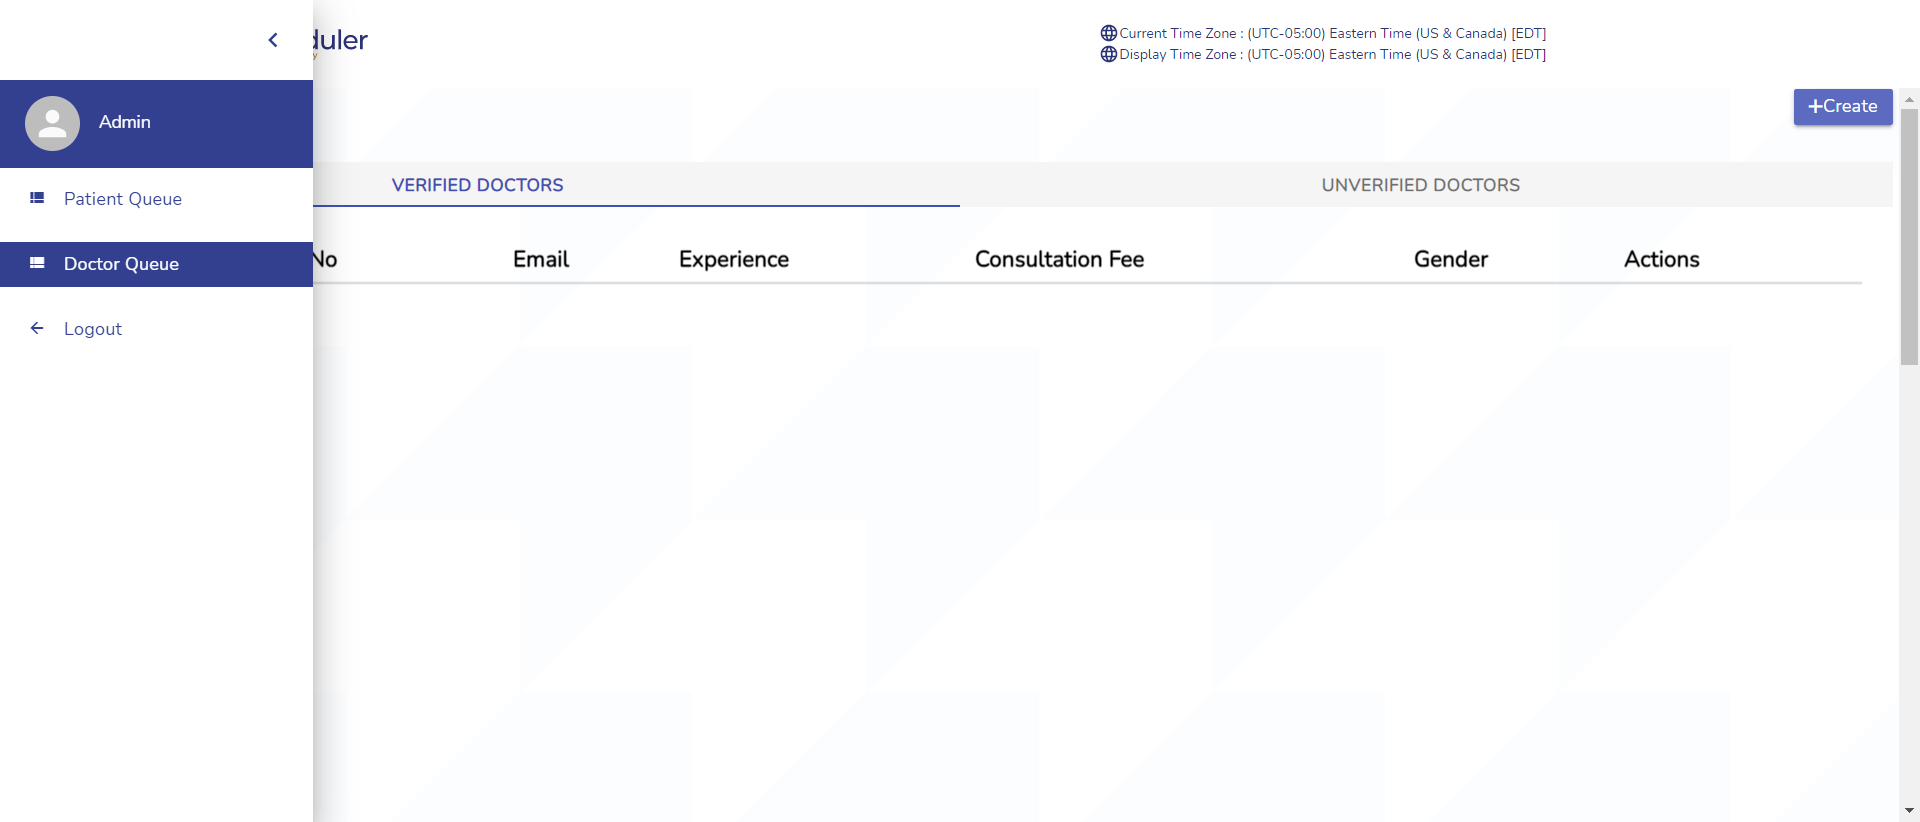 duler
Current Time Zone : (UTC-05:00) Eastern Time (US & Canada) [EDT]
Display Time Zone : (UTC-05:00) Eastern Time (US & Canada) [EDT]
+Create
Admin
VERIFIED DOCTORS
UNVERIFIED DOCTORS
Patient Queue
No
Email
Experience
Consultation Fee
Gender
Actions
Doctor Queue
Logout